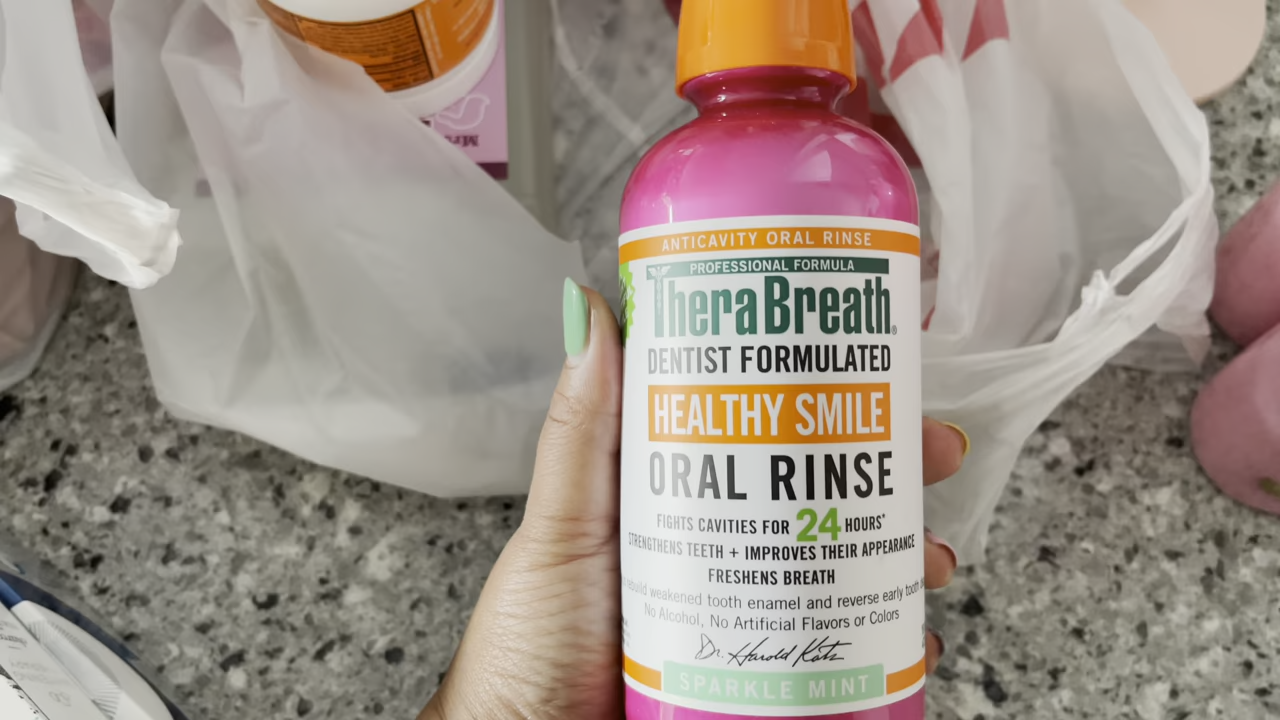 ANTICAVITY ORAL RINSE
PROFESSIONAL FORMULA
TheraBreath®
DENTIST FORMULATED
HEALTHY SMILE
ORAL RINSE
FIGHTS CAVITIES FOR 24 HOURS*
STRENGTHENS TEETH + IMPROVES THEIR APPEARANCE
FRESHENS BREATH
rebuild weakened tooth enamel and reverse early tooth
No Alcohol, No Artificial Flavors or Colors
Dr. Harold Katz
SPARKLE MINT